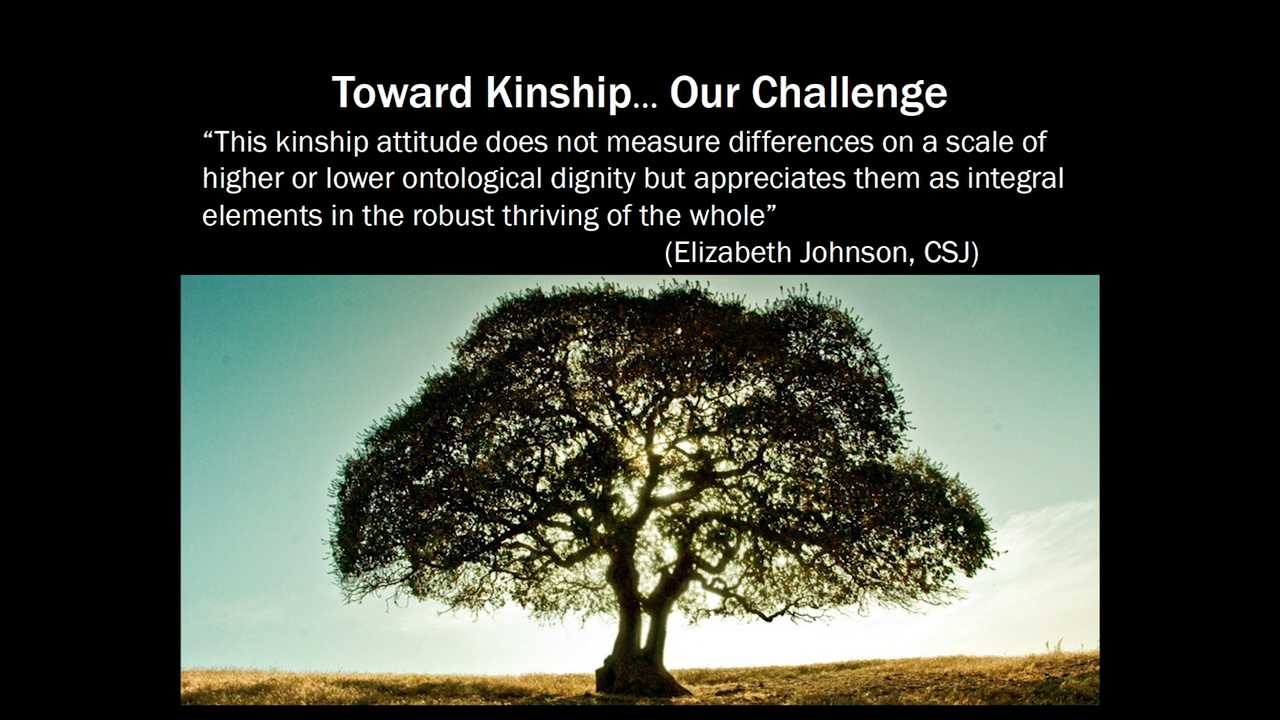 Toward Kinship... Our Challenge
“This kinship attitude does not measure differences on a scale of
higher or lower ontological dignity but appreciates them as integral
elements in the robust thriving of the whole”
(Elizabeth Johnson, CSJ)